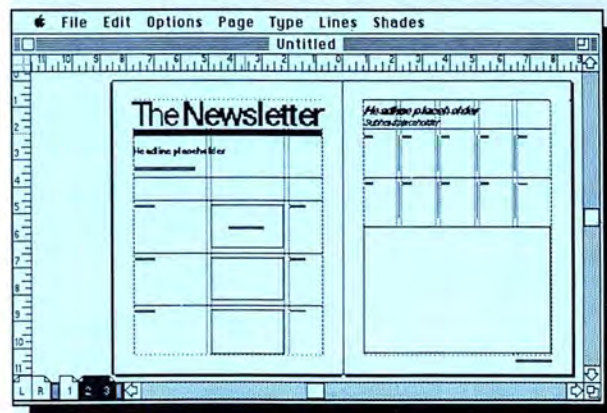 File Edit Options Page Type Lines Shades
Untitled
The Newsletter
Headline placeholder
Headline placeholder
Subhead placeholder
L R 1 2 3